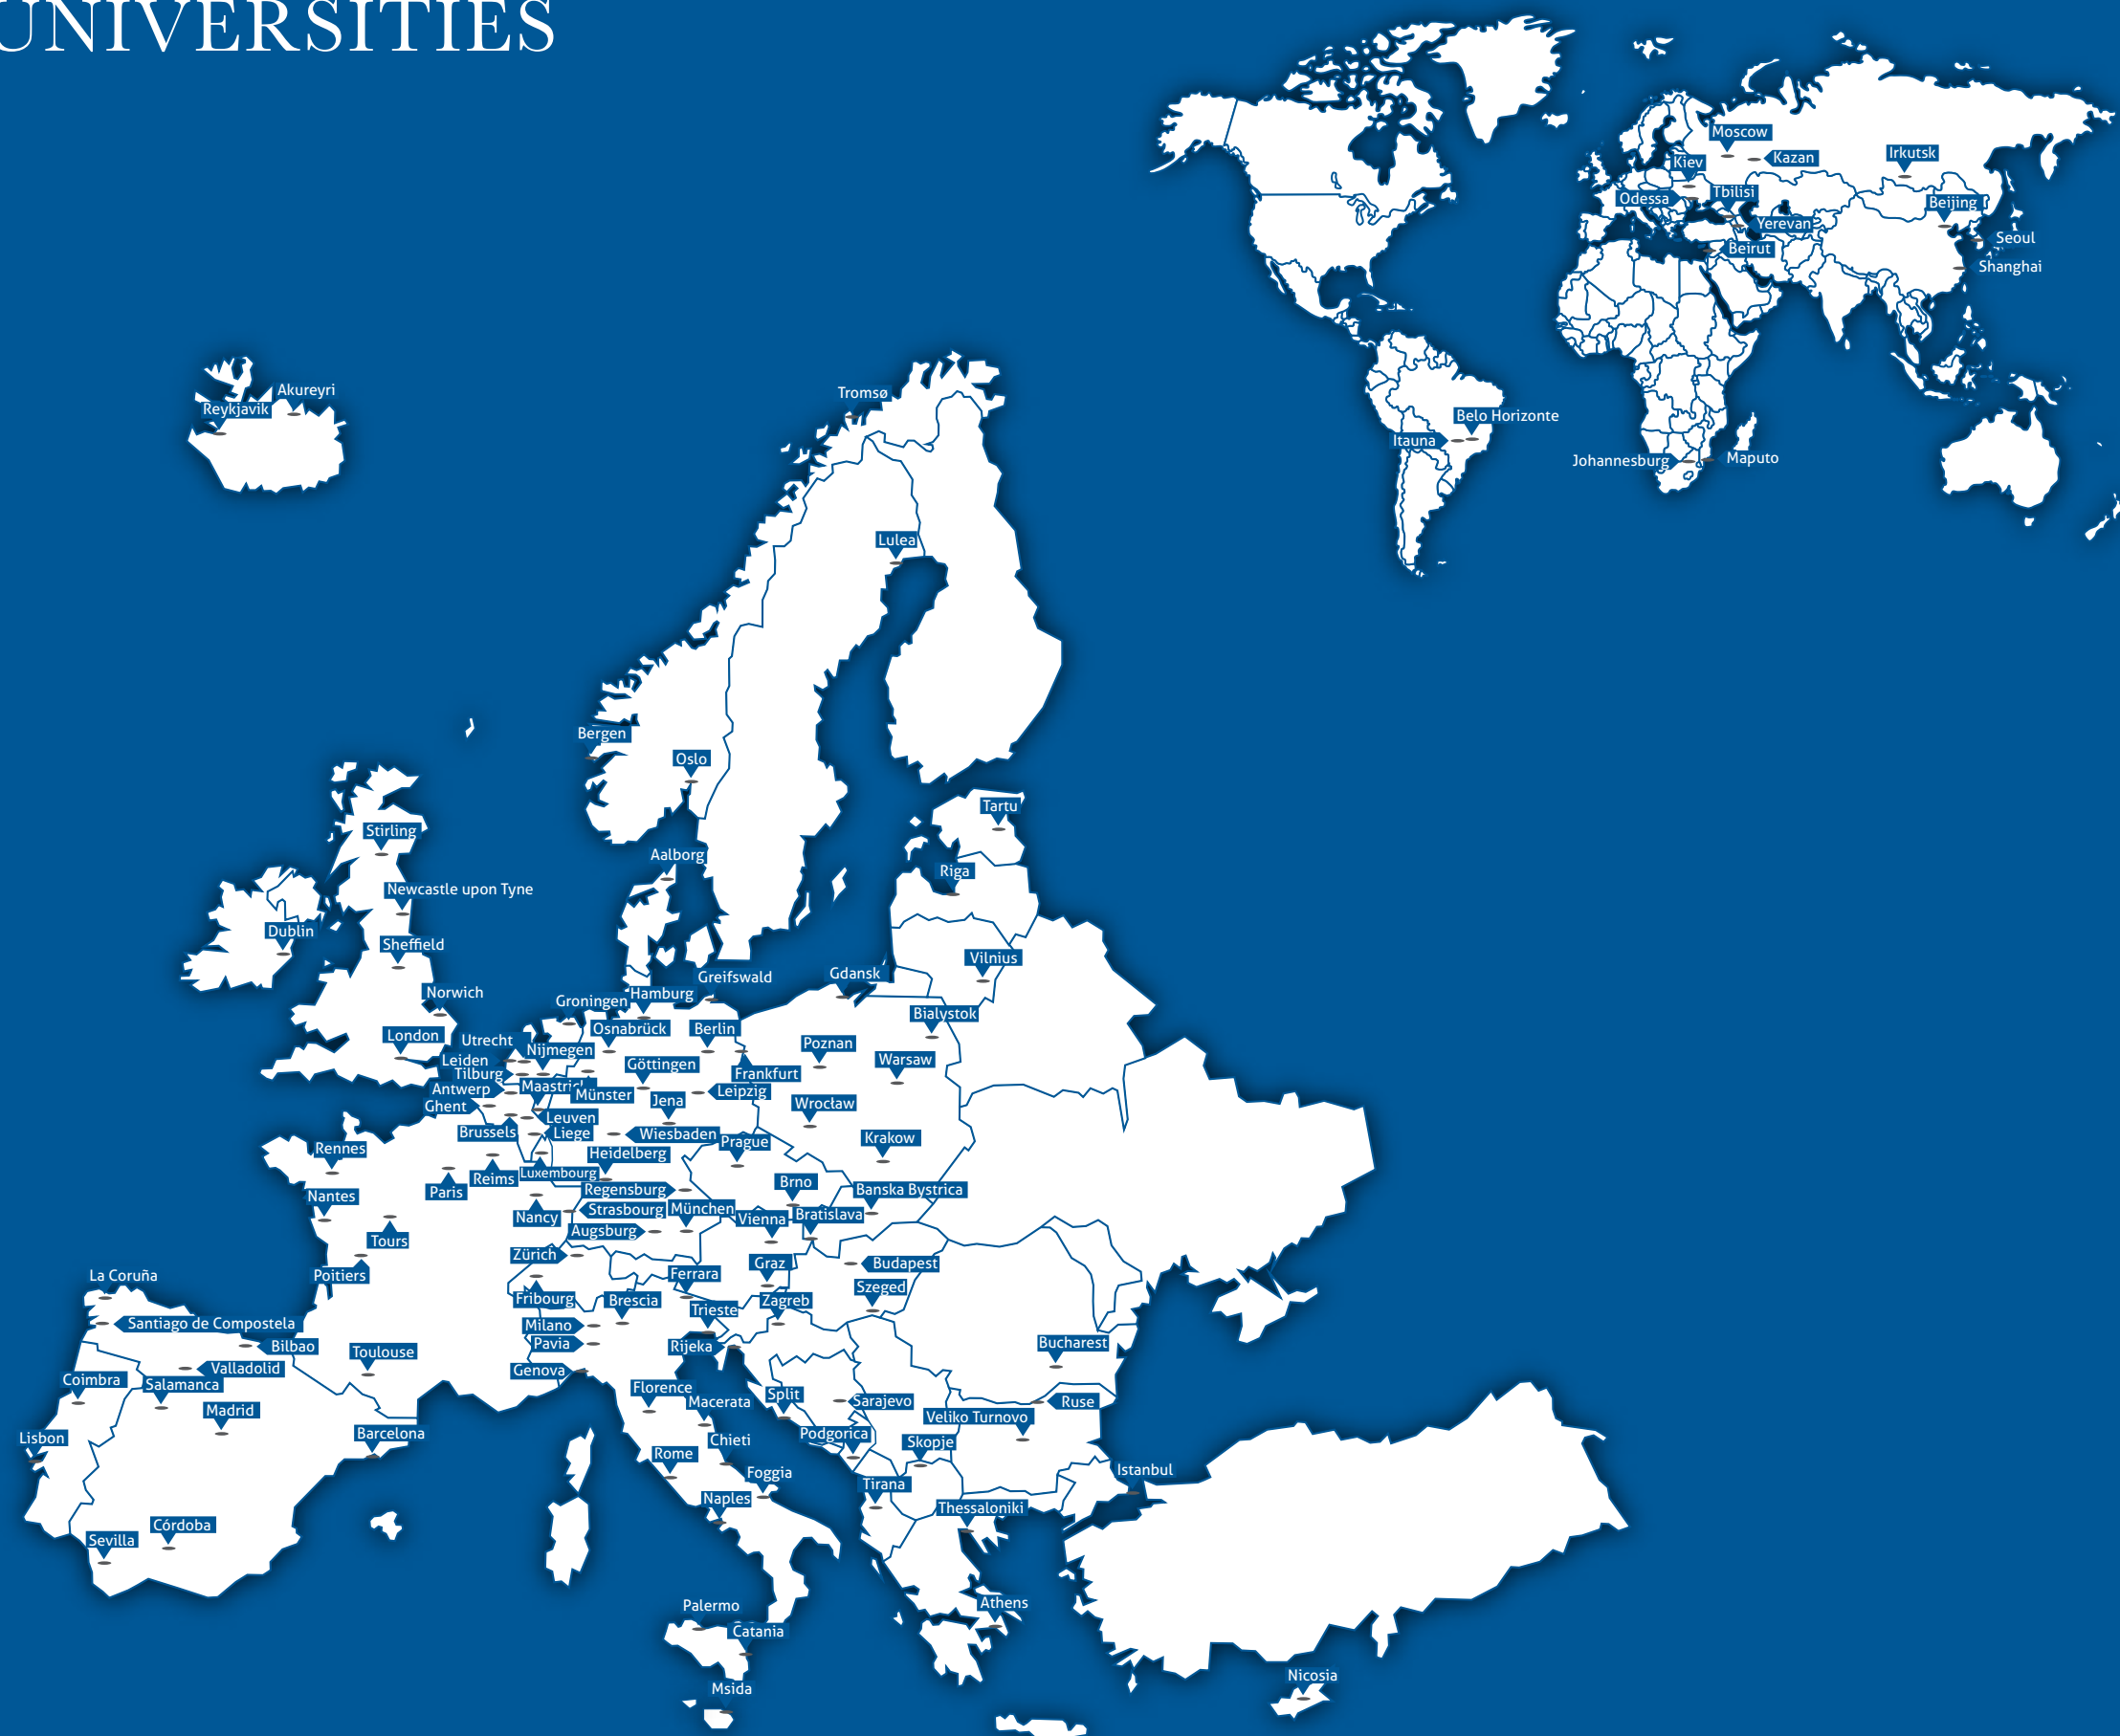 UNIVERSITIES
Moscow
Kazan
Irkutsk
Kiev
Odessa
Tbilisi
Yerevan
Beirut
Beijing
Seoul
Shanghai
Belo Horizonte
Itauna
Johannesburg
Maputo
Akureyri
Reykjavik
Tromsø
Lulea
Bergen
Oslo
Tartu
Stirling
Aalborg
Riga
Newcastle upon Tyne
Dublin
Sheffield
Vilnius
Greifswald
Gdansk
Norwich
Groningen
Hamburg
Bialystok
London
Utrecht
Osnabrück
Berlin
Nijmegen
Poznan
Leiden
Warsaw
Tilburg
Göttingen
Frankfurt
Antwerp
Münster
Leipzig
Ghent
Jena
Wrocław
Leuven
Brussels
Liege
Wiesbaden
Prague
Krakow
Rennes
Heidelberg
Reims
Luxembourg
Paris
Regensburg
Brno
Banska Bystrica
Nantes
Nancy
Strasbourg
München
Vienna
Bratislava
Augsburg
Tours
Zürich
Graz
Budapest
Poitiers
La Coruña
Ferrara
Szeged
Fribourg
Brescia
Trieste
Zagreb
Santiago de Compostela
Milano
Pavia
Rijeka
Bilbao
Toulouse
Bucharest
Valladolid
Genova
Coimbra
Salamanca
Florence
Split
Sarajevo
Macerata
Ruse
Madrid
Veliko Turnovo
Lisbon
Barcelona
Chieti
Podgorica
Skopje
Rome
Foggia
Istanbul
Tirana
Naples
Thessaloniki
Córdoba
Sevilla
Palermo
Athens
Catania
Nicosia
Msida